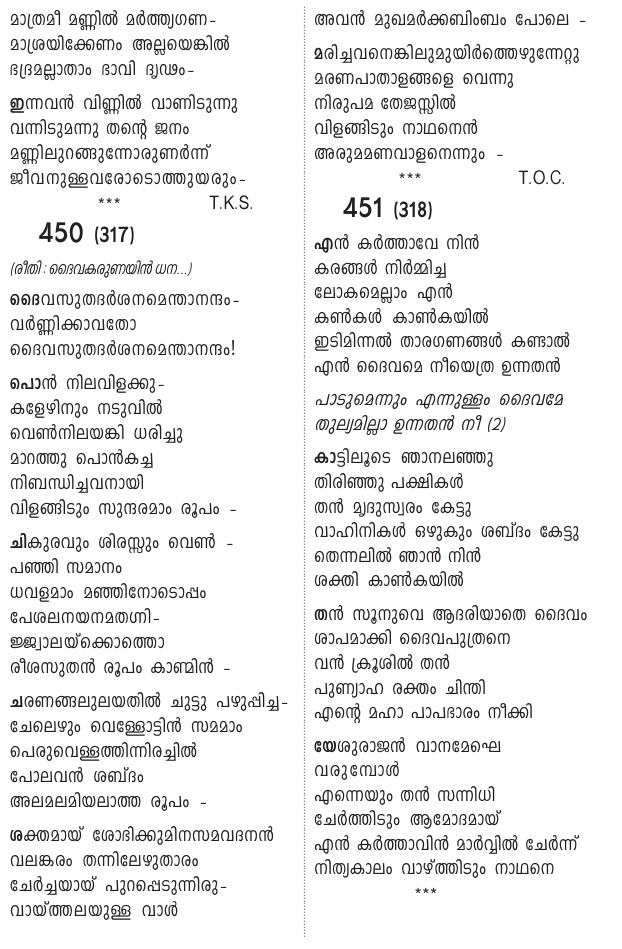 മാത്രമീ മണ്ണിൽ മർത്ത്യഗണ-
മാശ്രയിക്കേണം അല്ലയെങ്കിൽ
ഭദ്രമല്ലാതാം ഭാവി ദൃഢം-
ഇന്നവൻ വിണ്ണിൽ വാണിടുന്നു
വന്നിടുമന്നു തന്റെ ജനം
മണ്ണിലുറങ്ങുന്നോരുണർന്ന്
ജീവനുള്ളവരോടൊത്തുയരും-
*** T.K.S.
450 (317)
(രീതി : ദൈവകരുണയിൻ ധന...)
ദൈവസുതദർശനമെന്താനന്ദം-
വർണ്ണിക്കാവതോ
ദൈവസുതദർശനമെന്താനന്ദം!
പൊൻ നിലവിളക്കു-
കളേഴിനും നടുവിൽ
വെൺനിലയങ്കി ധരിച്ചു
മാറത്തു പൊൻകച്ച
നിബന്ധിച്ചവനായി
വിളങ്ങിടും സുന്ദരമാം രൂപം -
ചികുരവും ശിരസ്സും വെൺ -
പഞ്ഞി സമാനം
ധവളമാം മഞ്ഞിനോടൊപ്പം
പേശലനയനമതഗ്നി-
ജ്ജ്വാലയ്ക്കൊത്തൊ
രീശസുതൻ രൂപം കാണ്മിൻ -
ചരണങ്ങലുലയതിൽ ചുട്ടു പഴുപ്പിച്ച-
ചേലെഴും വെള്ളോട്ടിൻ സമമാം
പെരുവെള്ളത്തിന്നിരച്ചിൽ
പോലവൻ ശബ്ദം
അലമലമിയലാത്ത രൂപം -
ശക്തമായ് ശോഭിക്കുമിനസമവദനൻ
വലങ്കരം തന്നിലേഴുതാരം
ചേർച്ചയായ് പുറപ്പെടുന്നിരു-
വായ്ത്തലയുള്ള വാൾ
അവൻ മുഖമർക്കബിംബം പോലെ -
മരിച്ചവനെങ്കിലുമുയിർത്തെഴുന്നേറ്റു
മരണപാതാളങ്ങളെ വെന്നു
നിരുപമ തേജസ്സിൽ
വിളങ്ങിടും നാഥനെൻ
അരുമമണവാളനെന്നും -
*** T.O.C.
451 (318)
എൻ കർത്താവേ നിൻ
കരങ്ങൾ നിർമ്മിച്ച
ലോകമെല്ലാം എൻ
കൺകൾ കാൺകയിൽ
ഇടിമിന്നൽ താരഗണങ്ങൾ കണ്ടാൽ
എൻ ദൈവമെ നീയെത്ര ഉന്നതൻ
പാടുമെന്നും എന്നുള്ളം ദൈവമേ
തുല്യമില്ലാ ഉന്നതൻ നീ (2)
കാട്ടിലൂടെ ഞാനലഞ്ഞു
തിരിഞ്ഞു പക്ഷികൾ
തൻ മൃദുസ്വരം കേട്ടു
വാഹിനികൾ ഒഴുകും ശബ്ദം കേട്ടു
തെന്നലിൽ ഞാൻ നിൻ
ശക്തി കാൺകയിൽ
തൻ സൂനുവെ ആദരിയാതെ ദൈവം
ശാപമാക്കി ദൈവപുത്രനെ
വൻ ക്രൂശിൽ തൻ
പുണ്യാഹ രക്തം ചിന്തി
എന്റെ മഹാ പാപഭാരം നീക്കി
യേശുരാജൻ വാനമേഘെ
വരുമ്പോൾ
എന്നെയും തൻ സന്നിധി
ചേർത്തിടും ആമോദമായ്
എൻ കർത്താവിൻ മാർവ്വിൽ ചേർന്ന്
നിത്യകാലം വാഴ്ത്തിടും നാഥനെ
***